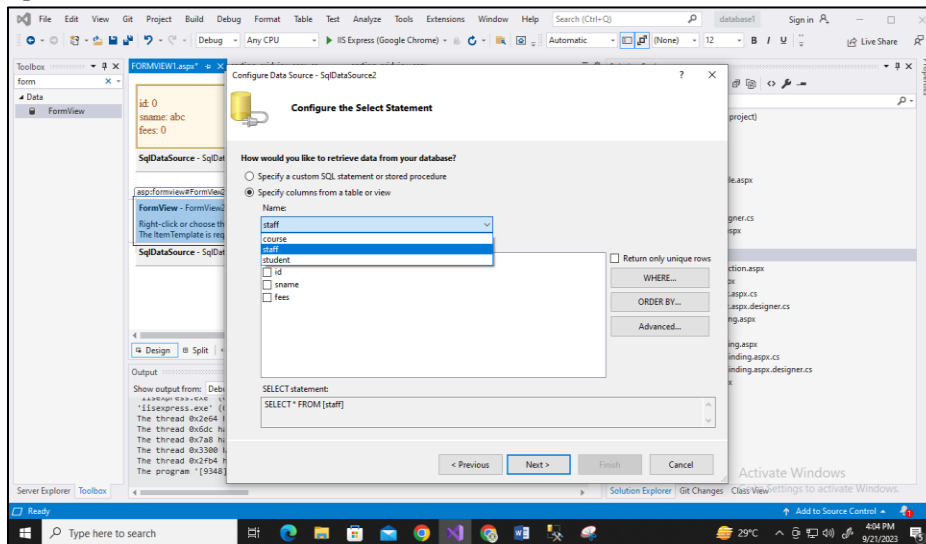 File Edit View Git Project Build Debug Format Table Test Analyze Tools Extensions Window Help Search (Ctrl+Q) database1 Sign in
Debug Any CPU IIS Express (Google Chrome) Automatic (None) 12 B I U Live Share
Toolbox
form
Data
FormView
FORMVIEW1.aspx*
id: 0
sname: abc
fees: 0
SqlDataSource - SqlDat
asp:formview#FormView2
FormView - FormView2
Right-click or choose th
The ItemTemplate is req
SqlDataSource - SqlDat
Design Split
Output
Show output from: Deb
'iisexpress.exe' (
The thread 0x2e64
The thread 0x6dc ha
The thread 0x7a8 ha
The thread 0x3300
The thread 0x2fb4 h
The program '[9348]
Configure Data Source - SqlDataSource2 ?
Configure the Select Statement
How would you like to retrieve data from your database?
Specify a custom SQL statement or stored procedure
Specify columns from a table or view
Name:
staff
course
staff
student
id
sname
fees
Return only unique rows
WHERE...
ORDER BY...
Advanced...
SELECT statement:
SELECT * FROM [staff]
< Previous Next > Finish Cancel
project)
le.aspx
gner.cs
spx
ction.aspx
.aspx.cs
.aspx.designer.cs
ng.aspx
ing.aspx
inding.aspx.cs
inding.aspx.designer.cs
Properties
Activate Windows
Server Explorer Toolbox Solution Explorer Git Changes Class View Settings to activate Windows.
Ready Add to Source Control
Type here to search 29°C 4:04 PM
9/21/2023